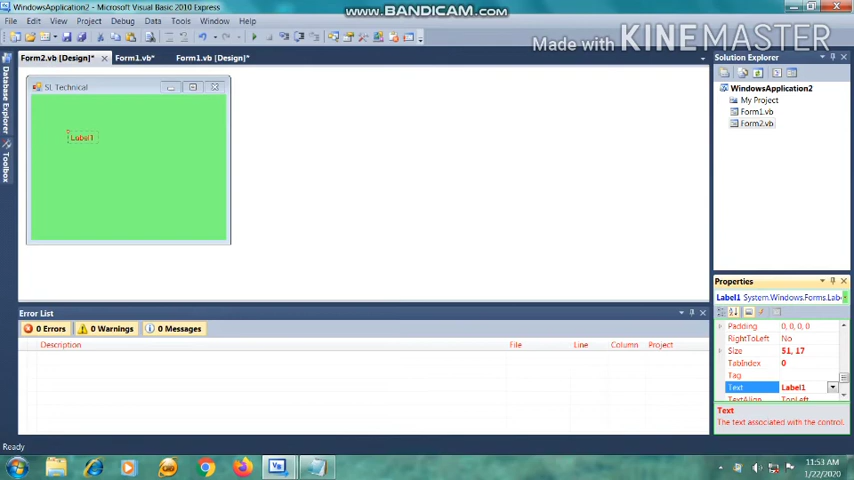 WindowsApplication2 - Microsoft Visual Basic 2010 Express
www.BANDICAM.com
File Edit View Project Debug Data Tools Window Help
Made with KINEMASTER
Form2.vb [Design]* Form1.vb* Form1.vb [Design]*
Solution Explorer
Database Explorer
Toolbox
SL Technical
Label1
WindowsApplication2
My Project
Form1.vb
Form2.vb
Properties
Label1 System.Windows.Forms.Lab
Padding 0, 0, 0, 0
RightToLeft No
Size 51, 17
TabIndex 0
Tag
Text Label1
TextAlign TopLeft
Text
The text associated with the control.
Error List
0 Errors 0 Warnings 0 Messages
Description File Line Column Project
Ready
11:53 AM
1/22/2020